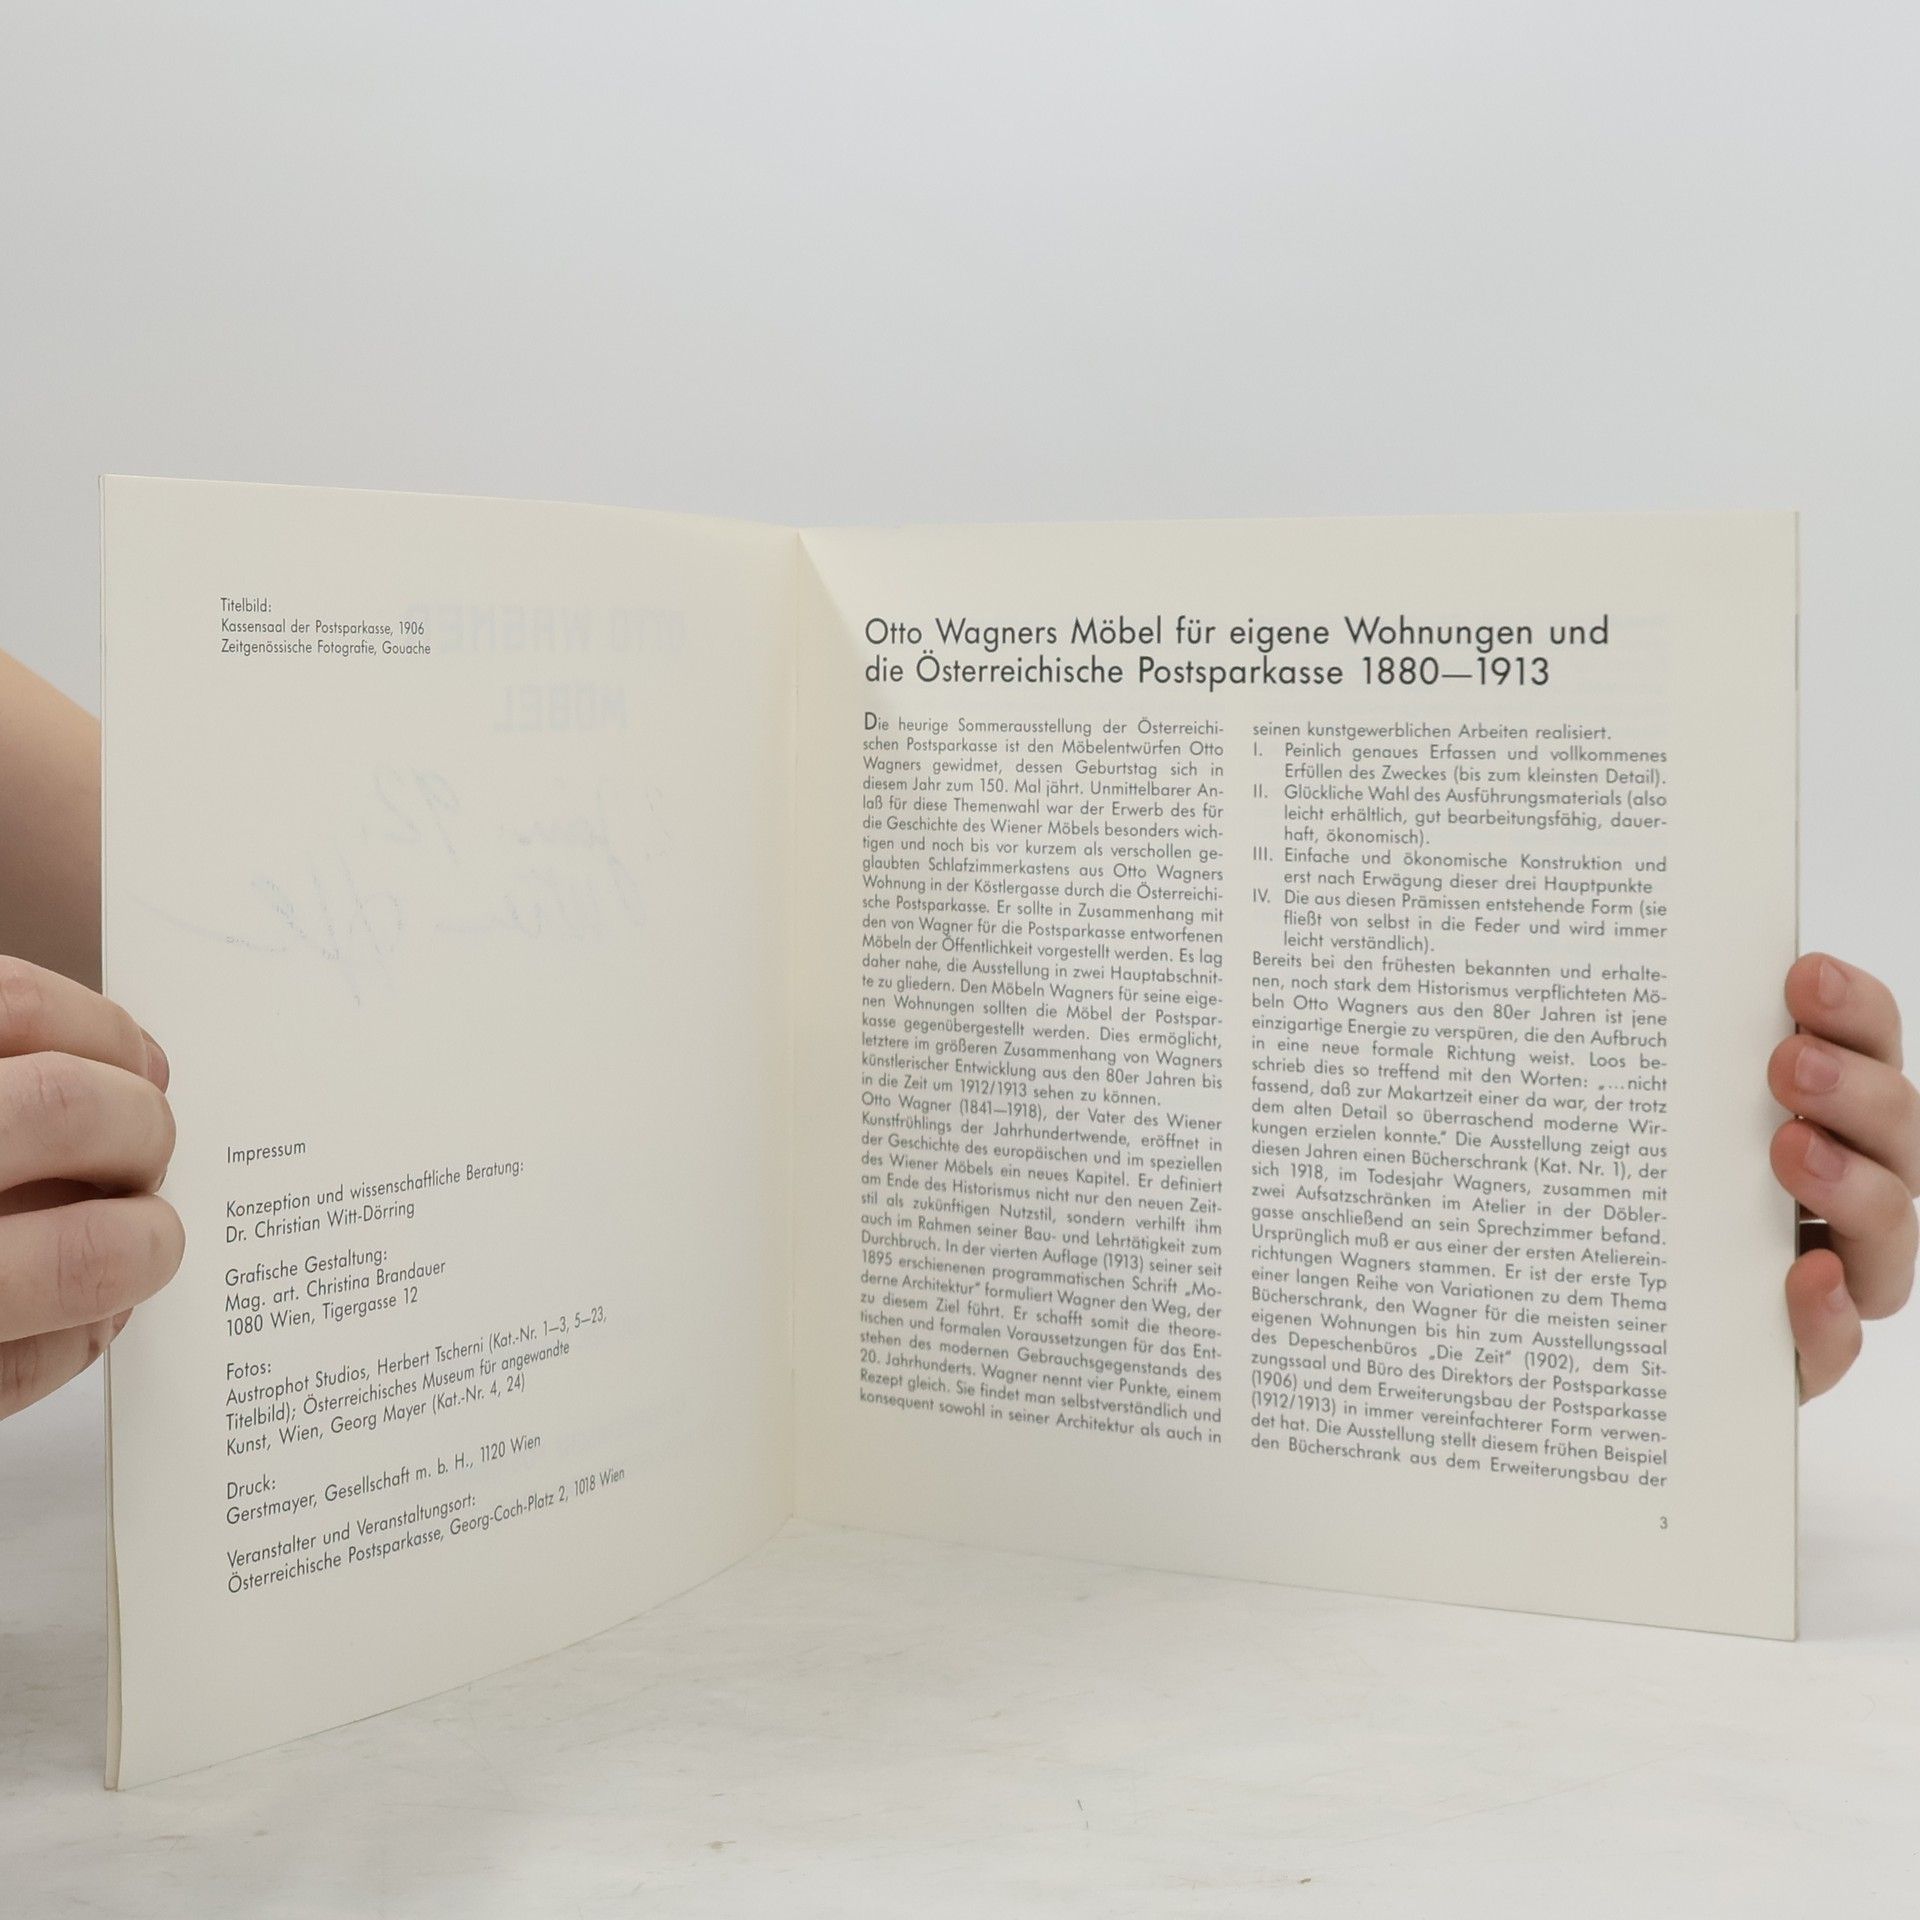 Titelbild:
Kassensaal der Postsparkasse, 1906
Zeitgenössische Fotografie, Gouache
Impressum
Konzeption und wissenschaftliche Beratung:
Dr. Christian Witt-Dörring
Grafische Gestaltung:
Mag. art. Christina Brandauer
1080 Wien, Tigergasse 12
Fotos:
Austrophot Studios, Herbert Tscherni (Kat.-Nr. 1—3, 5—23,
Titelbild); Österreichisches Museum für angewandte
Kunst, Wien, Georg Mayer (Kat.-Nr. 4, 24)
Druck:
Gerstmayer, Gesellschaft m. b. H., 1120 Wien
Veranstalter und Veranstaltungsort:
Österreichische Postsparkasse, Georg-Coch-Platz 2, 1018 Wien
Otto Wagners Möbel für eigene Wohnungen und
die Österreichische Postsparkasse 1880—1913
Die heurige Sommerausstellung der Österreichi-
schen Postsparkasse ist den Möbelentwürfen Otto
Wagners gewidmet, dessen Geburtstag sich in
diesem Jahr zum 150. Mal jährt. Unmittelbarer An-
laß für diese Themenwahl war der Erwerb des für
die Geschichte des Wiener Möbels besonders wich-
tigen und noch bis vor kurzem als verschollen ge-
glaubten Schlafzimmerkastens aus Otto Wagners
Wohnung in der Köstlergasse durch die Österreichi-
sche Postsparkasse. Er sollte in Zusammenhang mit
den von Wagner für die Postsparkasse entworfenen
Möbeln der Öffentlichkeit vorgestellt werden. Es lag
daher nahe, die Ausstellung in zwei Hauptabschnit-
te zu gliedern. Den Möbeln Wagners für seine eige-
nen Wohnungen sollten die Möbel der Postspar-
kasse gegenübergestellt werden. Dies ermöglicht,
letztere im größeren Zusammenhang von Wagners
künstlerischer Entwicklung aus den 80er Jahren bis
in die Zeit um 1912/1913 sehen zu können.
Otto Wagner (1841—1918), der Vater des Wiener
Kunstfrühlings der Jahrhundertwende, eröffnet in
der Geschichte des europäischen und im speziellen
des Wiener Möbels ein neues Kapitel. Er definiert
am Ende des Historismus nicht nur den neuen Zeit-
stil als zukünftigen Nutzstil, sondern verhilft ihm
auch im Rahmen seiner Bau- und Lehrtätigkeit zum
Durchbruch. In der vierten Auflage (1913) seiner seit
1895 erschienenen programmatischen Schrift „Mo-
derne Architektur“ formuliert Wagner den Weg, der
zu diesem Ziel führt. Er schafft somit die theore-
tischen und formalen Voraussetzungen für das Ent-
stehen des modernen Gebrauchsgegenstands des
20. Jahrhunderts. Wagner nennt vier Punkte, einem
Rezept gleich. Sie findet man selbstverständlich und
konsequent sowohl in seiner Architektur als auch in
seinen kunstgewerblichen Arbeiten realisiert.
I. Peinlich genaues Erfassen und vollkommenes
Erfüllen des Zweckes (bis zum kleinsten Detail).
II. Glückliche Wahl des Ausführungsmaterials (also
leicht erhältlich, gut bearbeitungsfähig, dauer-
haft, ökonomisch).
III. Einfache und ökonomische Konstruktion und
erst nach Erwägung dieser drei Hauptpunkte
IV. Die aus diesen Prämissen entstehende Form (sie
fließt von selbst in die Feder und wird immer
leicht verständlich).
Bereits bei den frühesten bekannten und erhalte-
nen, noch stark dem Historismus verpflichteten Mö-
beln Otto Wagners aus den 80er Jahren ist jene
einzigartige Energie zu verspüren, die den Aufbruch
in eine neue formale Richtung weist. Loos be-
schrieb dies so treffend mit den Worten: „...nicht
fassend, daß zur Makartzeit einer da war, der trotz
dem alten Detail so überraschend moderne Wir-
kungen erzielen konnte.“ Die Ausstellung zeigt aus
diesen Jahren einen Bücherschrank (Kat. Nr. 1), der
sich 1918, im Todesjahr Wagners, zusammen mit
zwei Aufsatzschränken im Atelier in der Döbler-
gasse anschließend an sein Sprechzimmer befand.
Ursprünglich muß er aus einer der ersten Atelierein-
richtungen Wagners stammen. Er ist der erste Typ
einer langen Reihe von Variationen zu dem Thema
Bücherschrank, den Wagner für die meisten seiner
eigenen Wohnungen bis hin zum Ausstellungssaal
des Depeschenbüros „Die Zeit“ (1902), dem Sit-
zungssaal und Büro des Direktors der Postsparkasse
(1906) und dem Erweiterungsbau der Postsparkasse
(1912/1913) in immer vereinfachterer Form verwen-
det hat. Die Ausstellung stellt diesem frühen Beispiel
den Bücherschrank aus dem Erweiterungsbau der
3